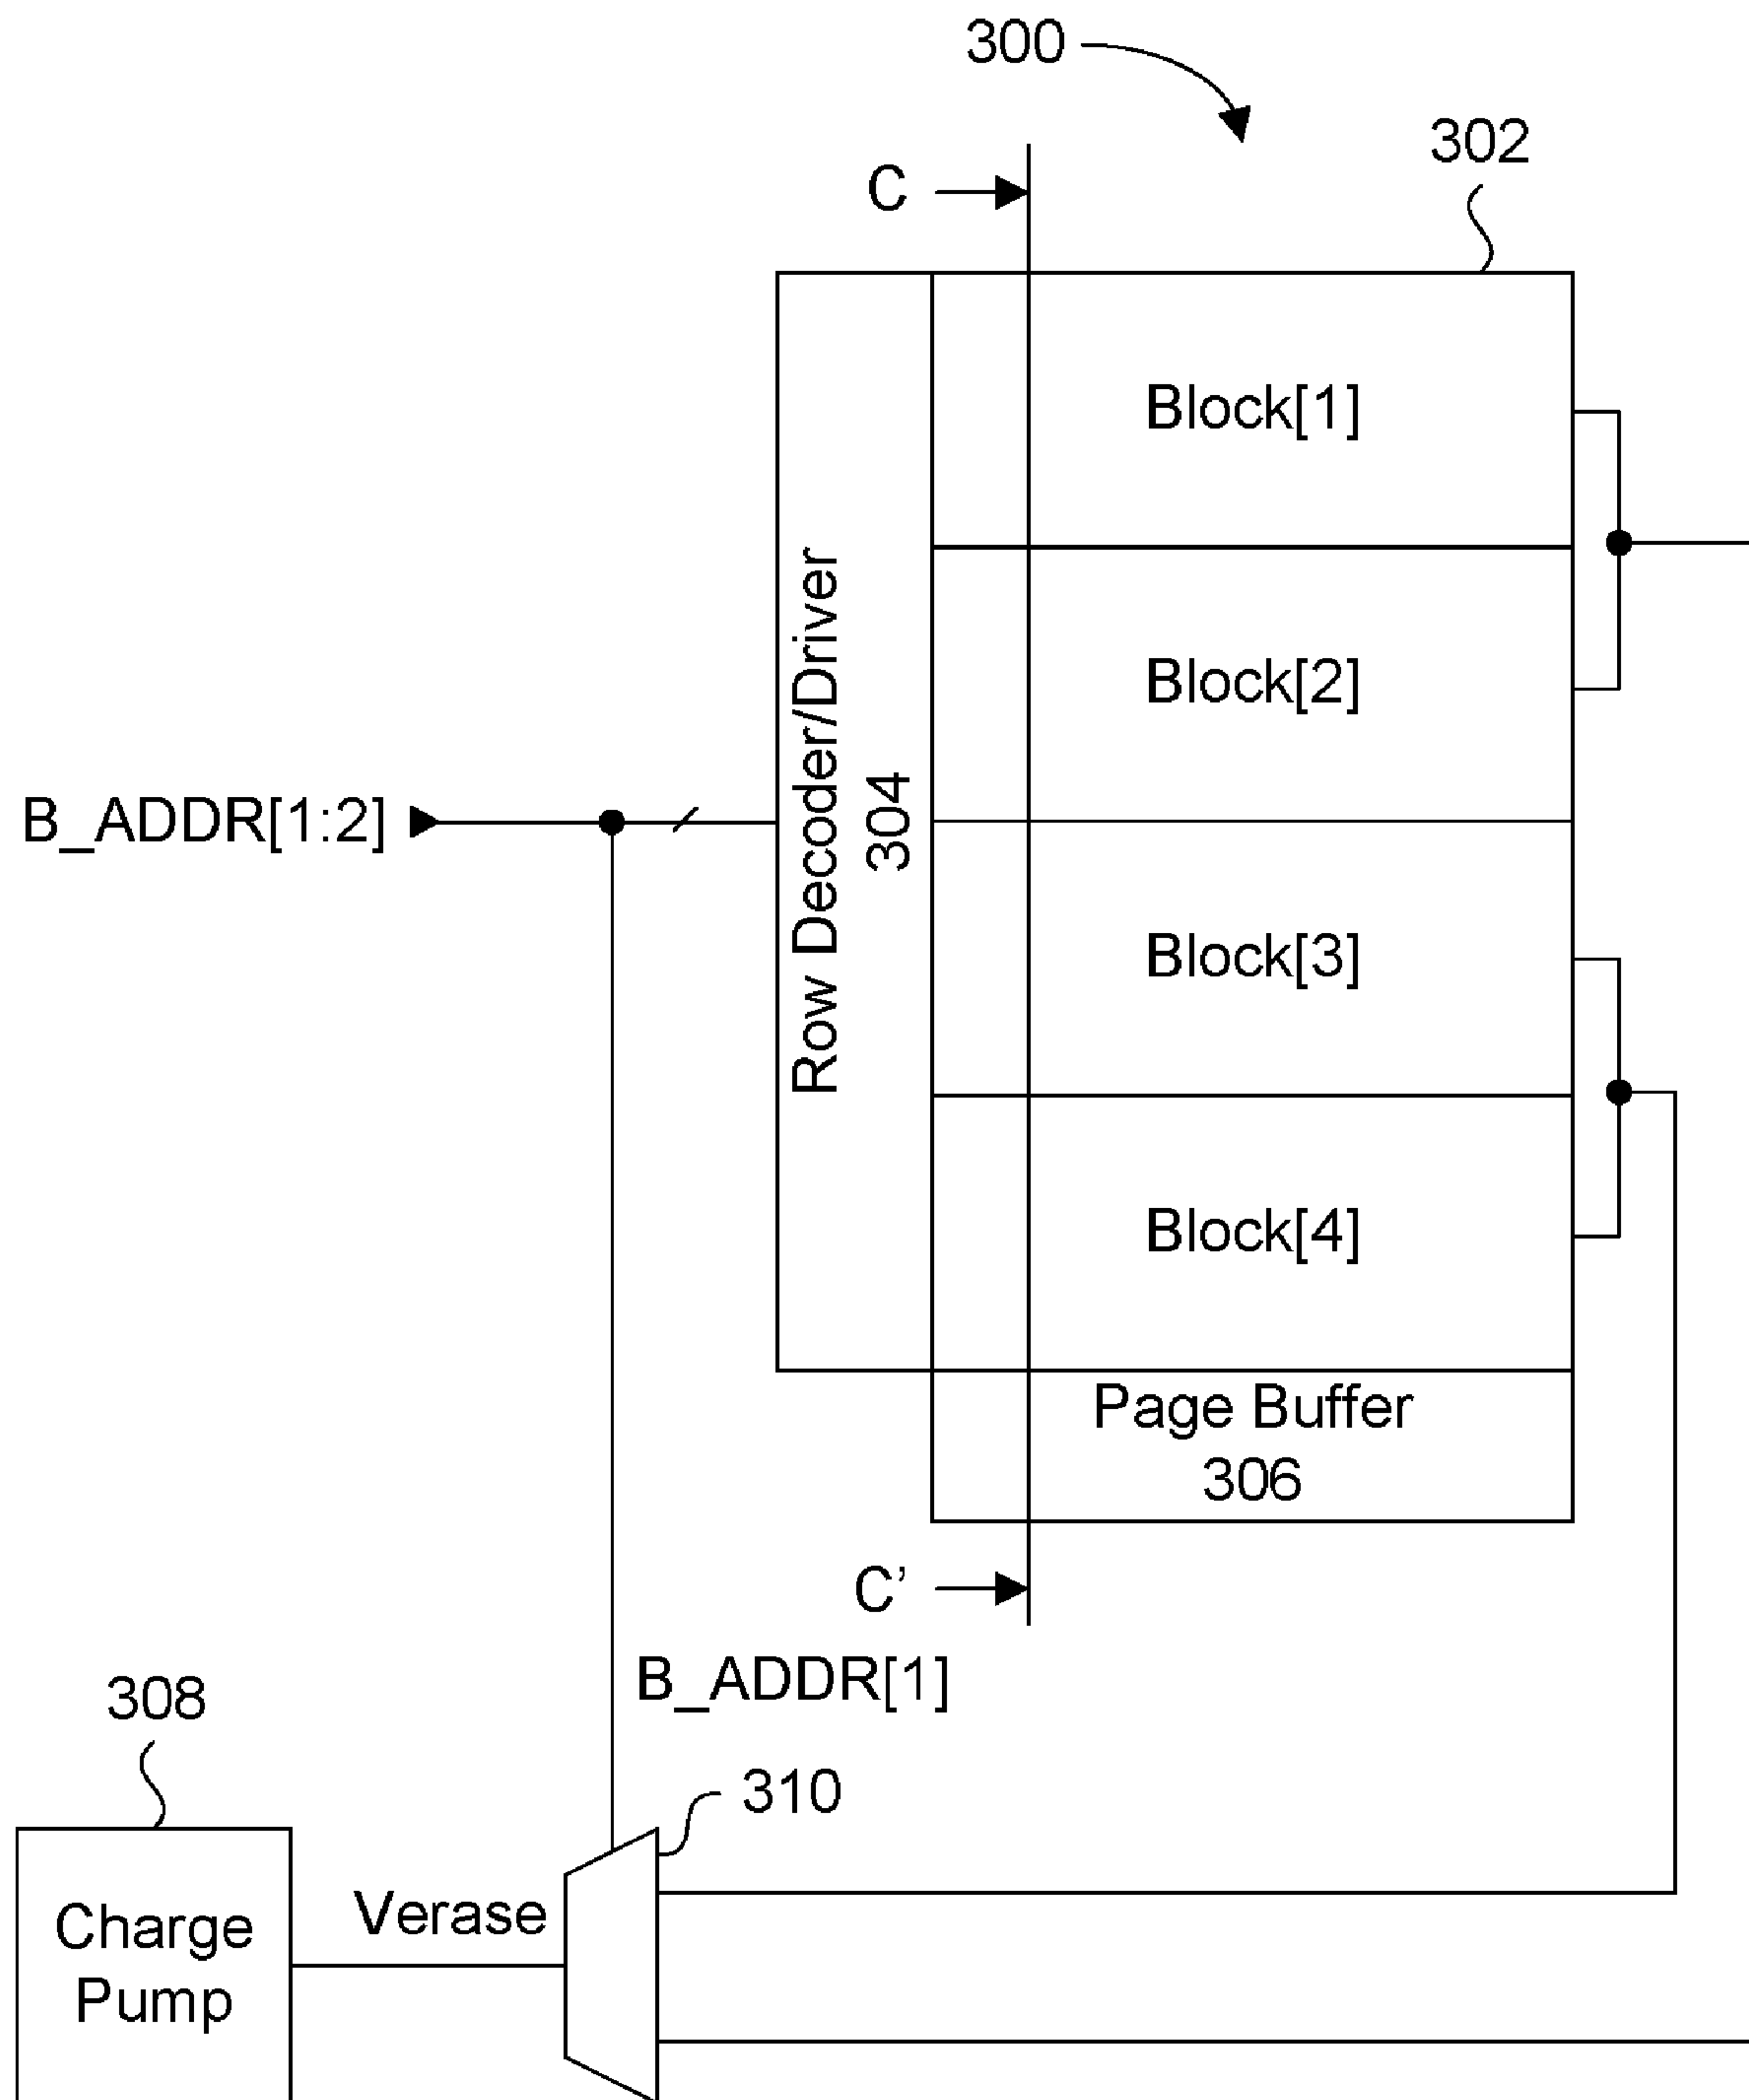 300
302
C
Block[1]
Block[2]
Row Decoder/Driver
304
B_ADDR[1:2]
Block[3]
Block[4]
Page Buffer
306
C’
B_ADDR[1]
308
310
Verase
Charge
Pump